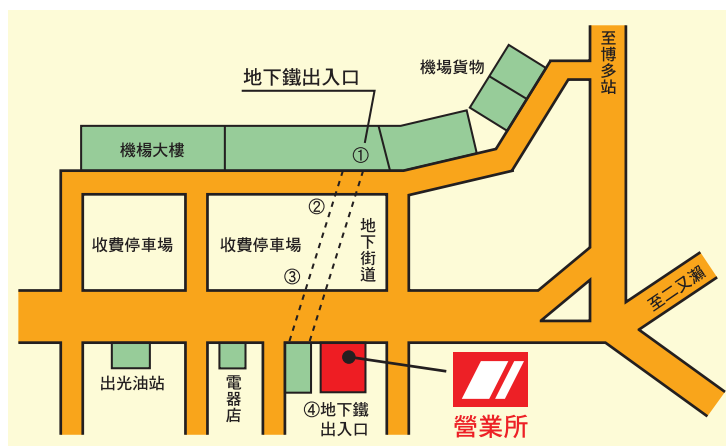 地下鐵出入口
機場貨物
至博多站
機場大樓
①
②
地下街道
收費停車場
收費停車場
③
至二又瀨
出光油站
電器店
④地下鐵
出入口
營業所